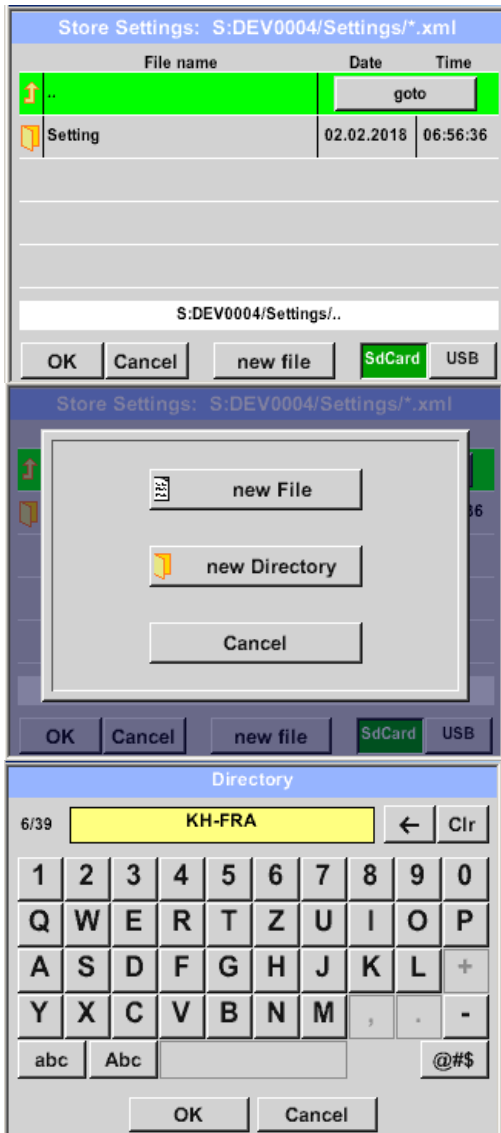 Store Settings: S:DEV0004/Settings/*.xml
File name Date Time
.. goto
Setting 02.02.2018 06:56:36
S:DEV0004/Settings/..
OK Cancel new file SdCard USB
Store Settings: S:DEV0004/Settings/*.xml
new File
36
new Directory
Cancel
OK Cancel new file SdCard USB
Directory
6/39 KH-FRA ← Clr
1 2 3 4 5 6 7 8 9 0
Q W E R T Z U I O P
A S D F G H J K L +
Y X C V B N M , . -
abc Abc @#$
OK Cancel